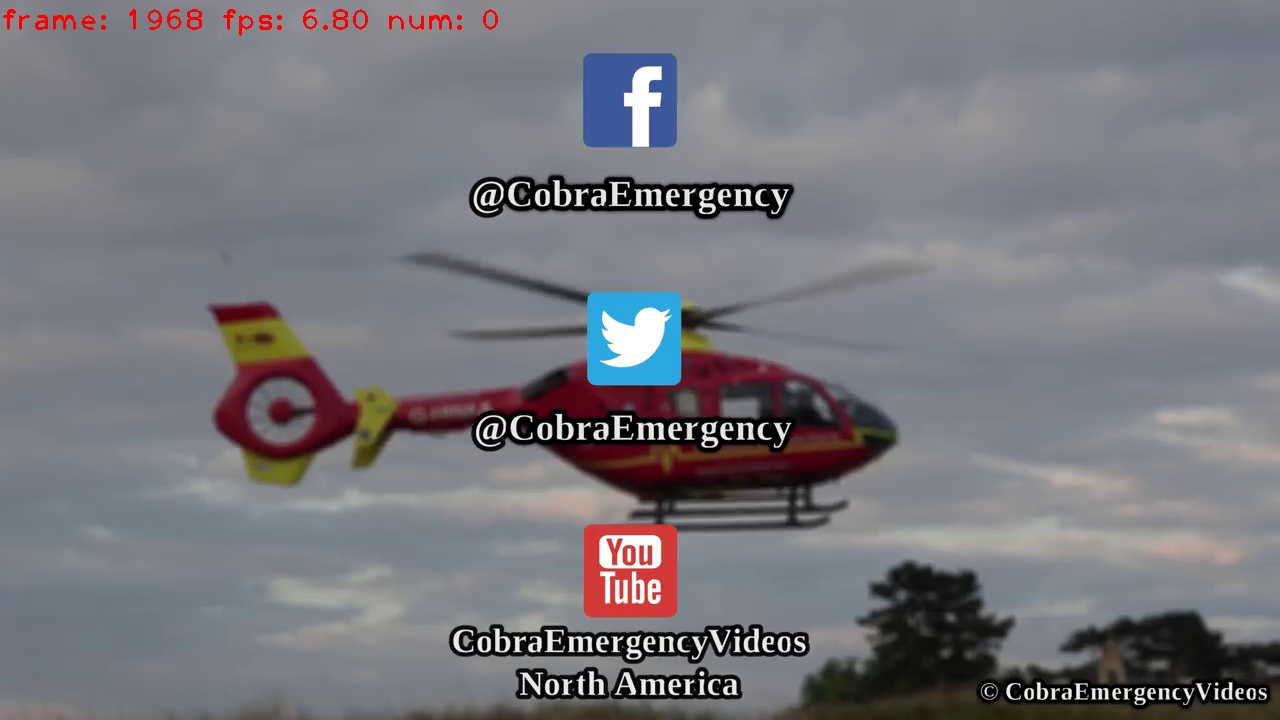 frame: 1968 fps: 6.80 num: 0
f
@CobraEmergency
@CobraEmergency
You
Tube
CobraEmergencyVideos
North America
© CobraEmergencyVideos